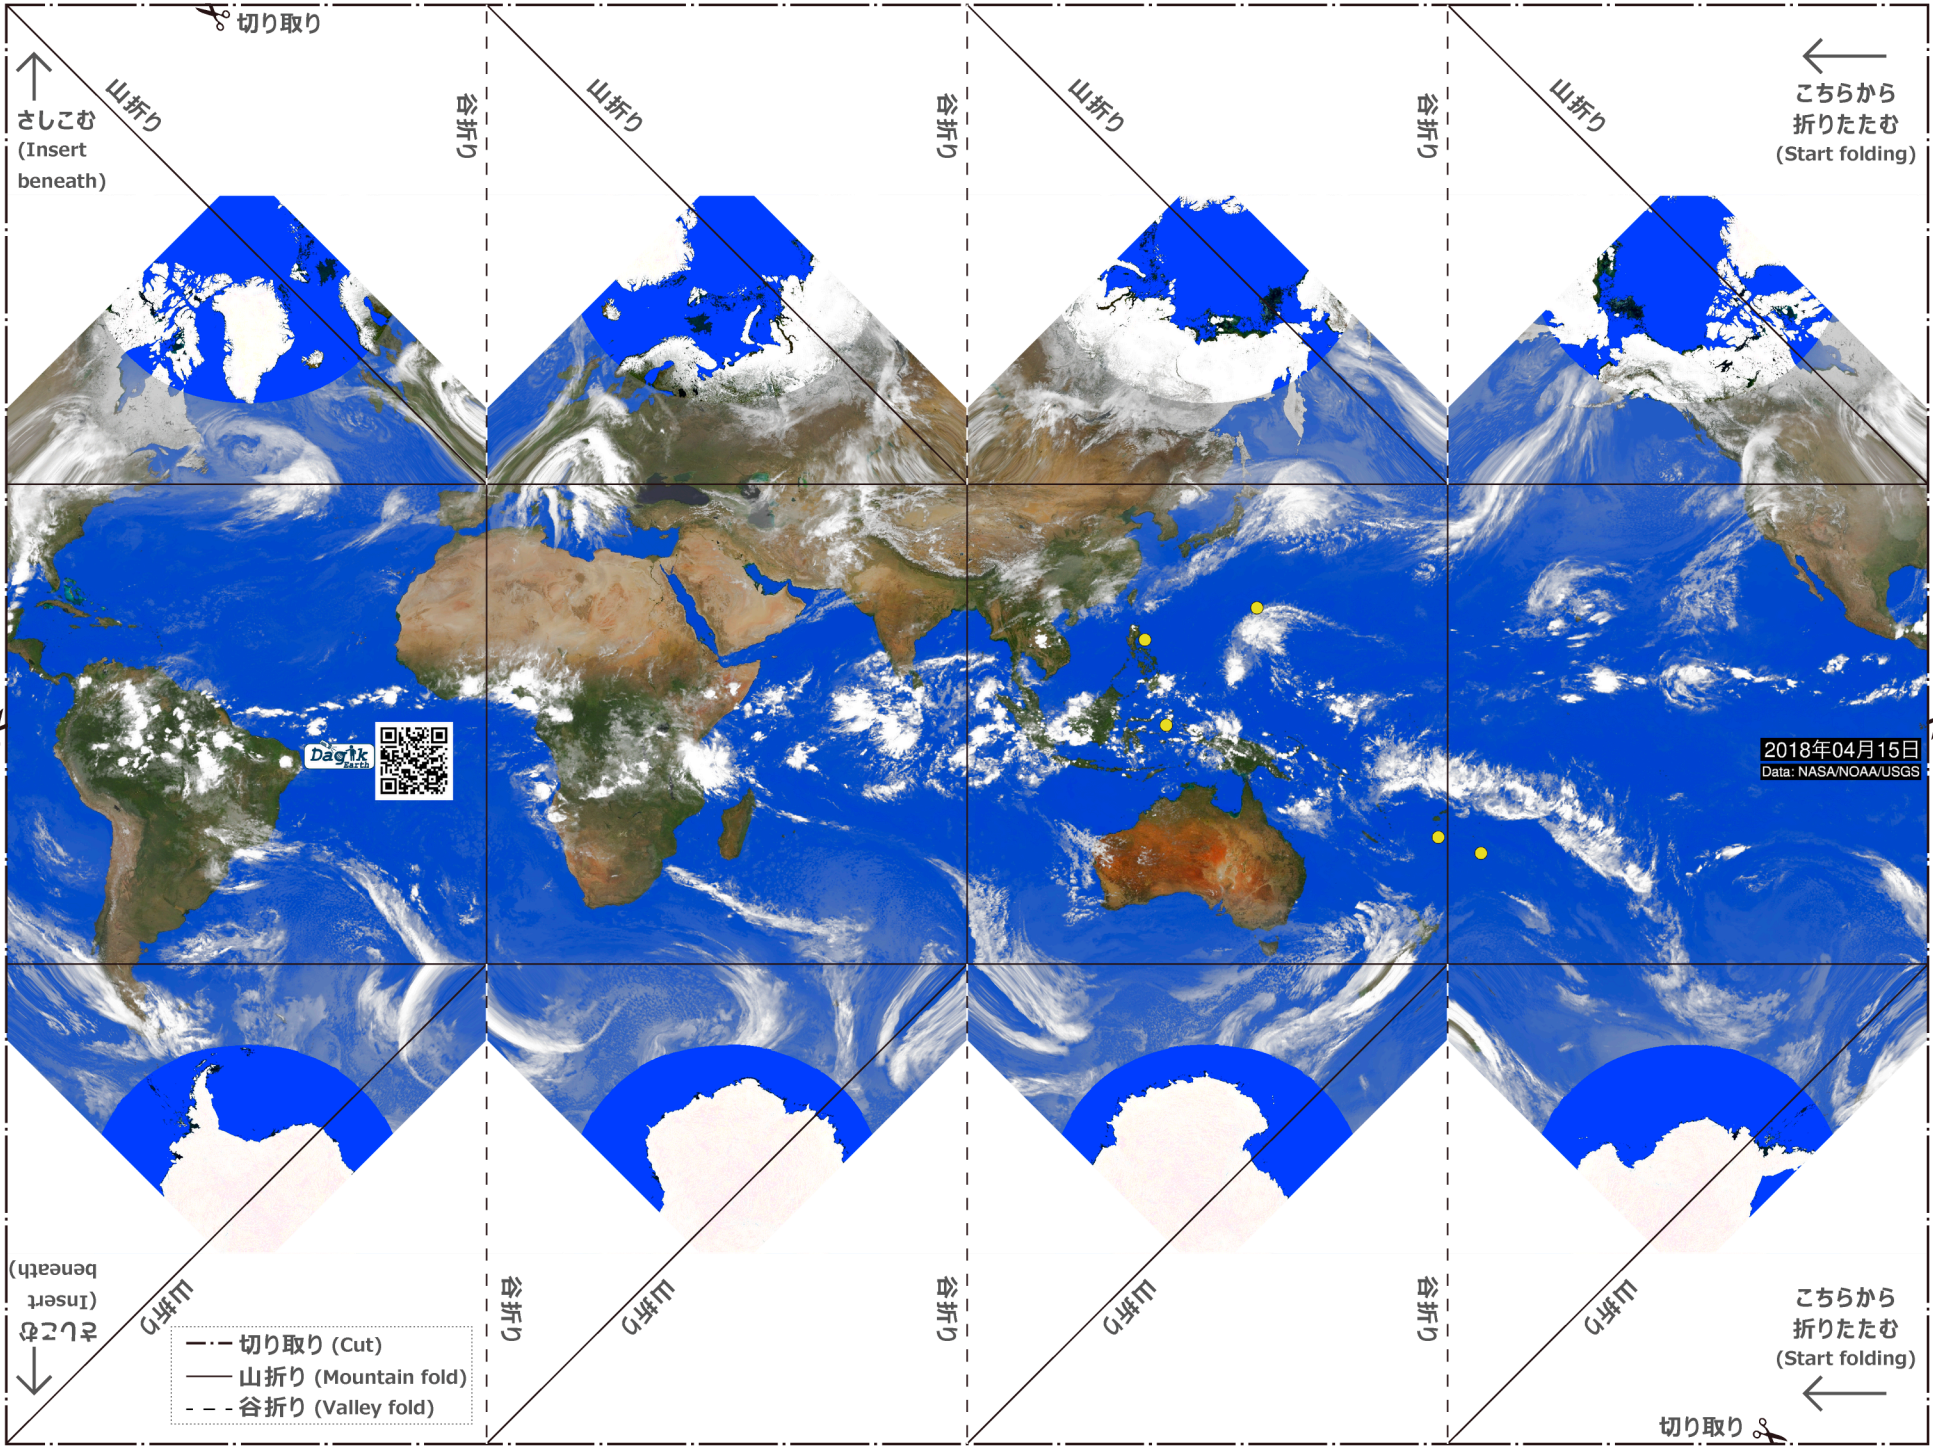 切り取り
さしこむ
(Insert
beneath)
山折り
谷折り
山折り
谷折り
山折り
谷折り
山折り
こちらから
折りたたむ
(Start folding)
Dagik
Earth
2018年04月15日
Data: NASA/NOAA/USGS
さしこむ
(Insert
beneath)
山折り
谷折り
山折り
谷折り
山折り
谷折り
山折り
こちらから
折りたたむ
(Start folding)
切り取り (Cut)
山折り (Mountain fold)
谷折り (Valley fold)
切り取り